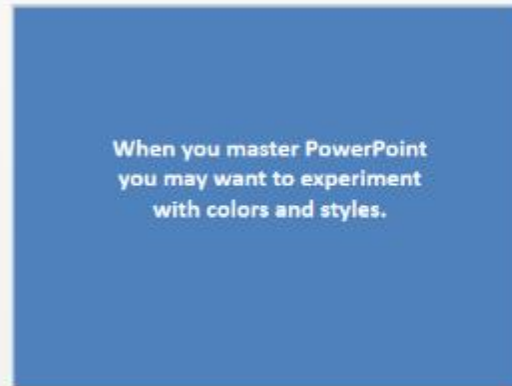 When you master PowerPoint
you may want to experiment
with colors and styles.